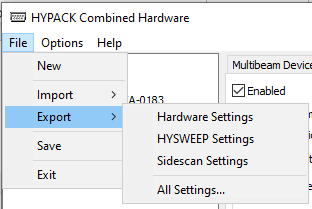 HYPACK Combined Hardware
File Options Help
New
Import
Export
Save
Exit
A-0183
Multibeam Device
Enabled
Hardware Settings
HYSWEEP Settings
Sidescan Settings
All Settings...